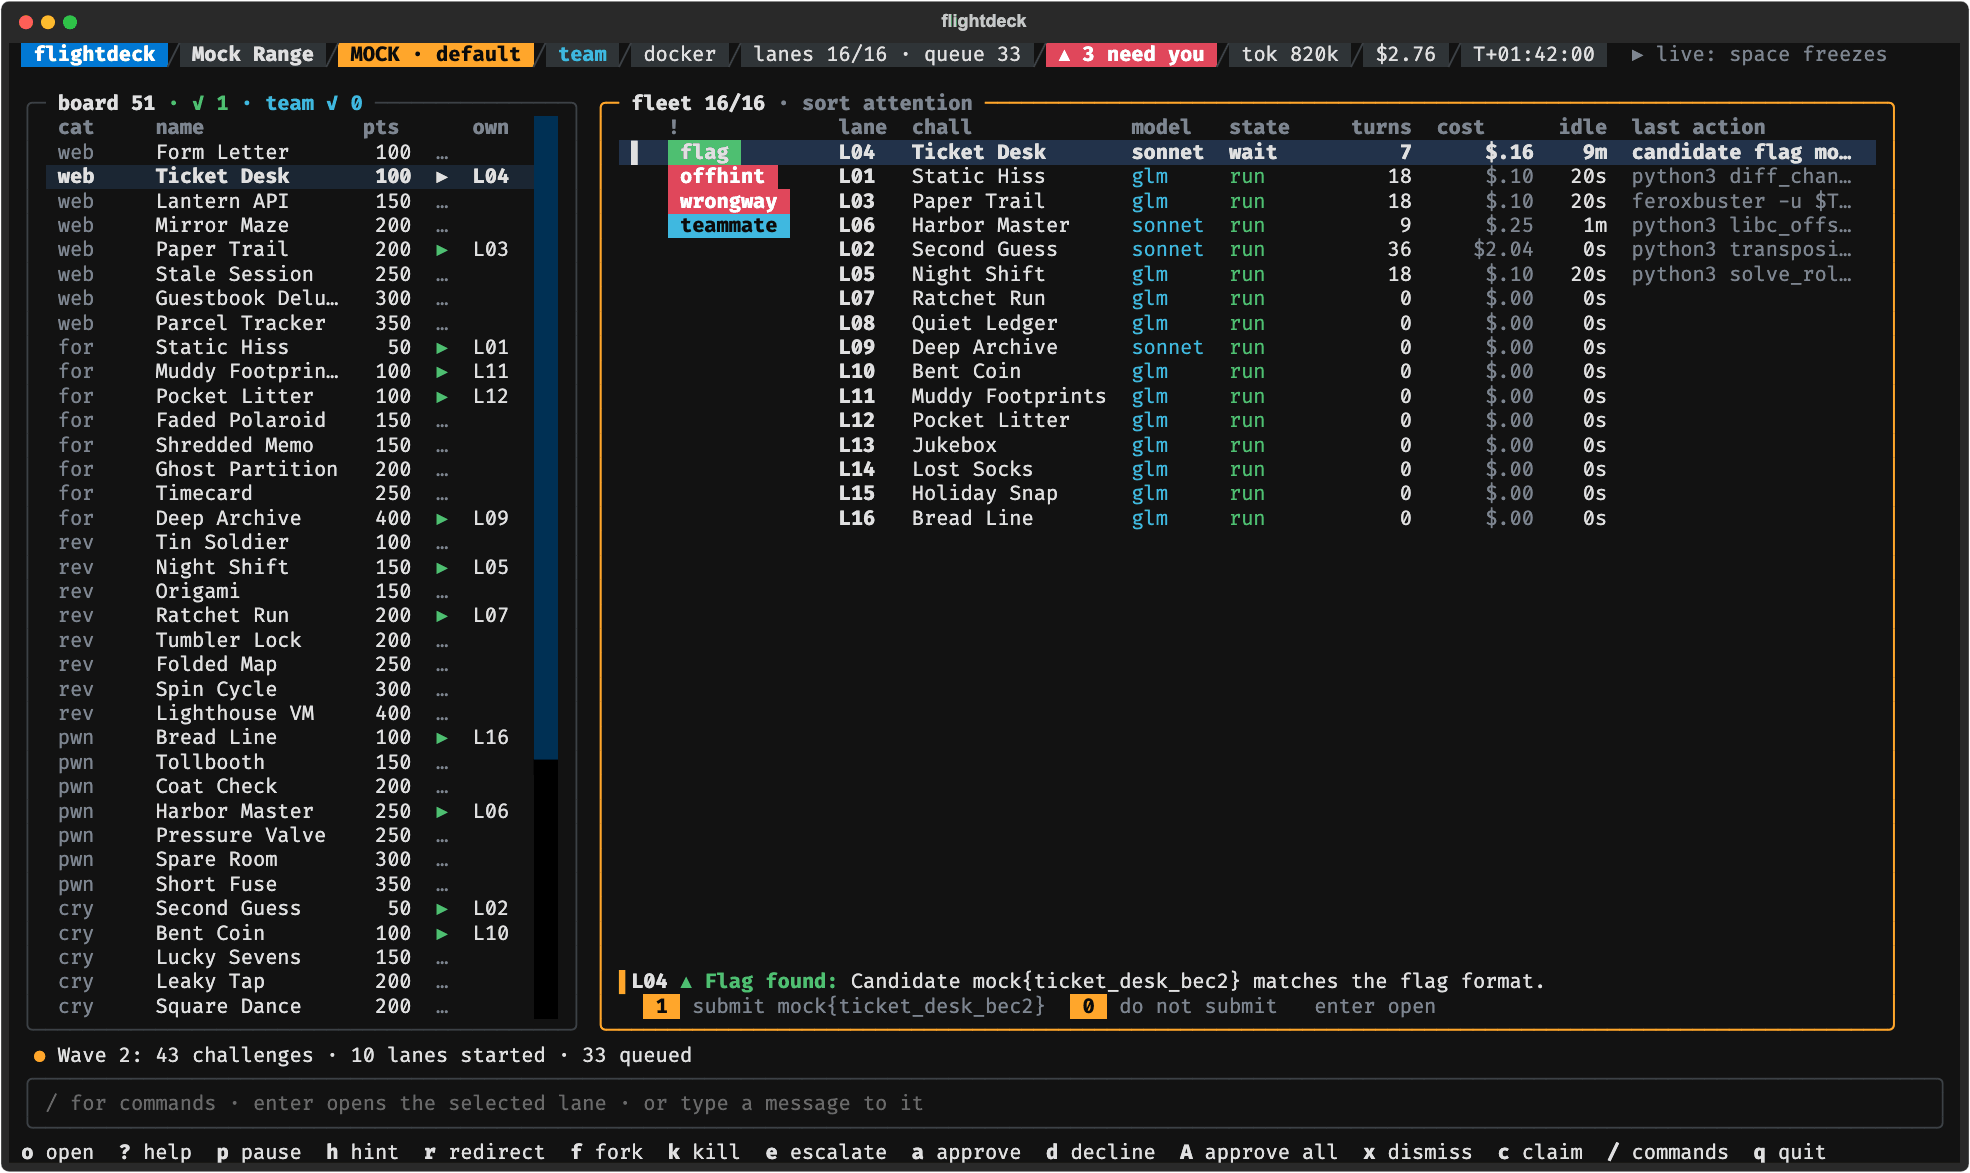 flightdeck
flightdeck / Mock Range / MOCK · default / team / docker / lanes 16/16 · queue 33 / ▲ 3 need you / tok 820k / $2.76 / T+01:42:00 ▶ live: space freezes
board 51 · √ 1 · team √ 0
cat name pts own
web Form Letter 100 …
web Ticket Desk 100 ▶ L04
web Lantern API 150 …
web Mirror Maze 200 …
web Paper Trail 200 ▶ L03
web Stale Session 250 …
web Guestbook Delu… 300 …
web Parcel Tracker 350 …
for Static Hiss 50 ▶ L01
for Muddy Footprin… 100 ▶ L11
for Pocket Litter 100 ▶ L12
for Faded Polaroid 150 …
for Shredded Memo 150 …
for Ghost Partition 200 …
for Timecard 250 …
for Deep Archive 400 ▶ L09
rev Tin Soldier 100 …
rev Night Shift 150 ▶ L05
rev Origami 150 …
rev Ratchet Run 200 ▶ L07
rev Tumbler Lock 200 …
rev Folded Map 250 …
rev Spin Cycle 300 …
rev Lighthouse VM 400 …
pwn Bread Line 100 ▶ L16
pwn Tollbooth 150 …
pwn Coat Check 200 …
pwn Harbor Master 250 ▶ L06
pwn Pressure Valve 250 …
pwn Spare Room 300 …
pwn Short Fuse 350 …
cry Second Guess 50 ▶ L02
cry Bent Coin 100 ▶ L10
cry Lucky Sevens 150 …
cry Leaky Tap 200 …
cry Square Dance 200 …
fleet 16/16 · sort attention
! lane chall model state turns cost idle last action
flag L04 Ticket Desk sonnet wait 7 $.16 9m candidate flag mo…
offhint L01 Static Hiss glm run 18 $.10 20s python3 diff_chan…
wrongway L03 Paper Trail glm run 18 $.10 20s feroxbuster -u $T…
teammate L06 Harbor Master sonnet run 9 $.25 1m python3 libc_offs…
L02 Second Guess sonnet run 36 $2.04 0s python3 transposi…
L05 Night Shift glm run 18 $.10 20s python3 solve_rol…
L07 Ratchet Run glm run 0 $.00 0s
L08 Quiet Ledger glm run 0 $.00 0s
L09 Deep Archive sonnet run 0 $.00 0s
L10 Bent Coin glm run 0 $.00 0s
L11 Muddy Footprints glm run 0 $.00 0s
L12 Pocket Litter glm run 0 $.00 0s
L13 Jukebox glm run 0 $.00 0s
L14 Lost Socks glm run 0 $.00 0s
L15 Holiday Snap glm run 0 $.00 0s
L16 Bread Line glm run 0 $.00 0s
L04 ▲ Flag found: Candidate mock{ticket_desk_bec2} matches the flag format.
1 submit mock{ticket_desk_bec2} 0 do not submit enter open
● Wave 2: 43 challenges · 10 lanes started · 33 queued
/ for commands · enter opens the selected lane · or type a message to it
o open ? help p pause h hint r redirect f fork k kill e escalate a approve d decline A approve all x dismiss c claim / commands q quit